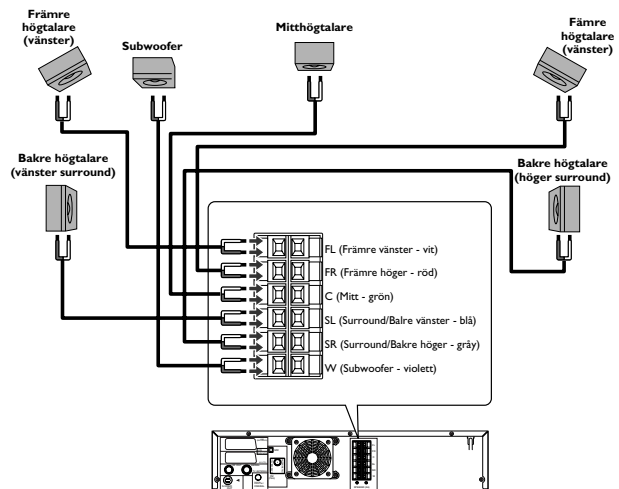 Främre
högtalare
(vänster)
Subwoofer
Mitthögtalare
Fämre
högtalare
(vänster)
Bakre högtalare
(vänster surround)
Bakre högtalare
(höger surround)
FL (Främre vänster - vit)
FR (Främre höger - röd)
C (Mitt - grön)
SL (Surround/Balre vänster - blå)
SR (Surround/Bakre höger - gråy)
W (Subwoofer - violett)